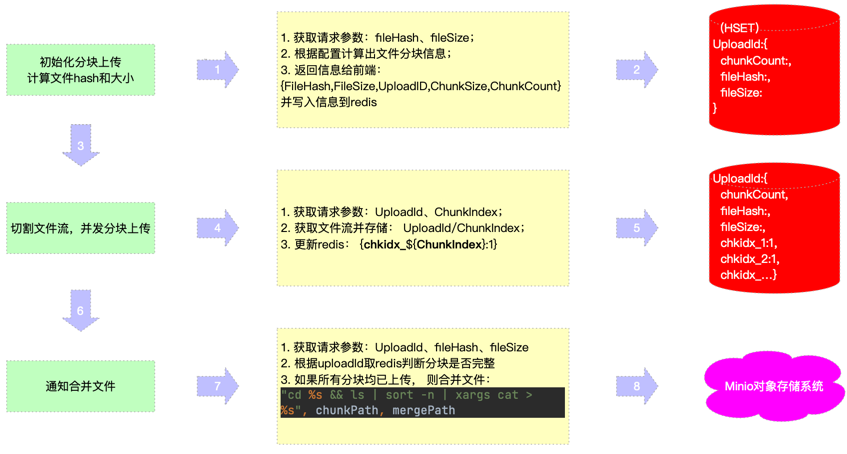 初始化分块上传
计算文件hash和大小
1
1. 获取请求参数：fileHash、fileSize；
2. 根据配置计算出文件分块信息；
3. 返回信息给前端：
{FileHash,FileSize,UploadID,ChunkSize,ChunkCount}
并写入信息到redis
2
（HSET）
UploadId:{
chunkCount:,
fileHash:,
fileSize:
}
3
切割文件流，并发分块上传
4
1. 获取请求参数：UploadId、ChunkIndex；
2. 获取文件流并存储： UploadId/ChunkIndex；
3. 更新redis： {chkidx_${ChunkIndex}:1}
5
UploadId:{
chunkCount,
fileHash:,
fileSize:,
chkidx_1:1,
chkidx_2:1,
chkidx_...}
6
通知合并文件
7
1. 获取请求参数：UploadId、fileHash、fileSize
2. 根据uploadId取redis判断分块是否完整
3. 如果所有分块均已上传， 则合并文件：
"cd %s && ls | sort -n | xargs cat >
%s", chunkPath, mergePath
8
Minio对象存储系统